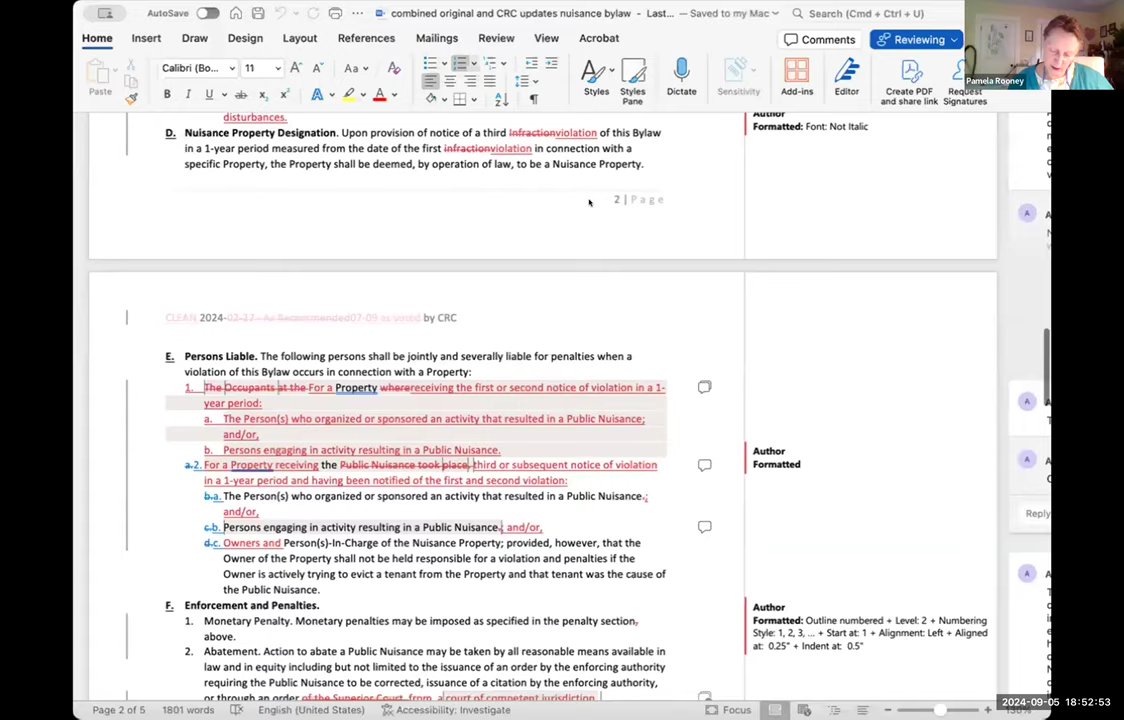 AutoSave
combined original and CRC updates nuisance bylaw - Last... — Saved to my Mac
Search (Cmd + Ctrl + U)
Home Insert Draw Design Layout References Mailings Review View Acrobat
Comments
Reviewing
Pamela Rooney
Paste
Calibri (Bo...
11
Styles
Styles Pane
Dictate
Sensitivity
Add-ins
Editor
Create PDF and share link
Request Signatures
disturbances.
D. Nuisance Property Designation. Upon provision of notice of a third Infractionviolation of this Bylaw
in a 1-year period measured from the date of the first infractionviolation in connection with a
specific Property, the Property shall be deemed, by operation of law, to be a Nuisance Property.
2 | Page
Author
Formatted: Font: Not Italic
CLEAN 2024-02-27 - As Recommended07-09 as voted by CRC
E. Persons Liable. The following persons shall be jointly and severally liable for penalties when a
violation of this Bylaw occurs in connection with a Property:
1. The Occupants at the For a Property wherereceiving the first or second notice of violation in a 1-
year period:
a. The Person(s) who organized or sponsored an activity that resulted in a Public Nuisance;
and/or,
b. Persons engaging in activity resulting in a Public Nuisance.
a.2. For a Property receiving the Public Nuisance took place, third or subsequent notice of violation
in a 1-year period and having been notified of the first and second violation:
b.a. The Person(s) who organized or sponsored an activity that resulted in a Public Nuisance.;
and/or,
c.b. Persons engaging in activity resulting in a Public Nuisance.; and/or,
d.c. Owners and Person(s)-In-Charge of the Nuisance Property; provided, however, that the
Owner of the Property shall not be held responsible for a violation and penalties if the
Owner is actively trying to evict a tenant from the Property and that tenant was the cause of
the Public Nuisance.
Author
Formatted
F. Enforcement and Penalties.
1. Monetary Penalty. Monetary penalties may be imposed as specified in the penalty section,
above.
2. Abatement. Action to abate a Public Nuisance may be taken by all reasonable means available in
law and in equity including but not limited to the issuance of an order by the enforcing authority
requiring the Public Nuisance to be corrected, issuance of a citation by the enforcing authority,
or through an order of the Superior Court, from, a court of competent jurisdiction.
Author
Formatted: Outline numbered + Level: 2 + Numbering
Style: 1, 2, 3, ... + Start at: 1 + Alignment: Left + Aligned
at: 0.25" + Indent at: 0.5"
Reply
Page 2 of 5
1801 words
English (United States)
Accessibility: Investigate
Focus
2024-09-05 18:52:53